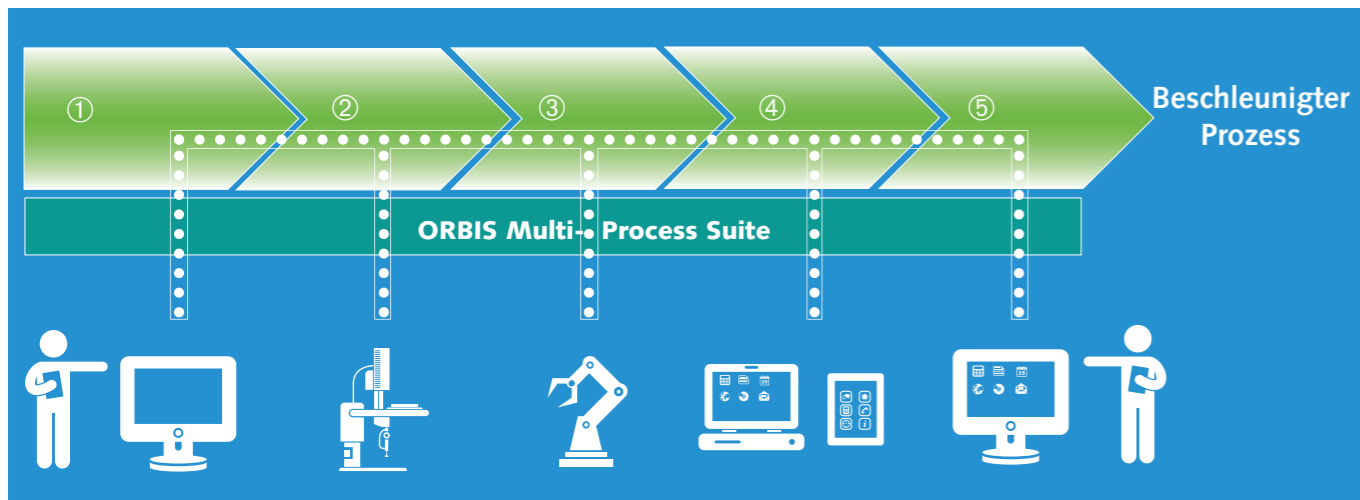 ① ② ③ ④ ⑤
Beschleunigter
Prozess
ORBIS Multi- Process Suite